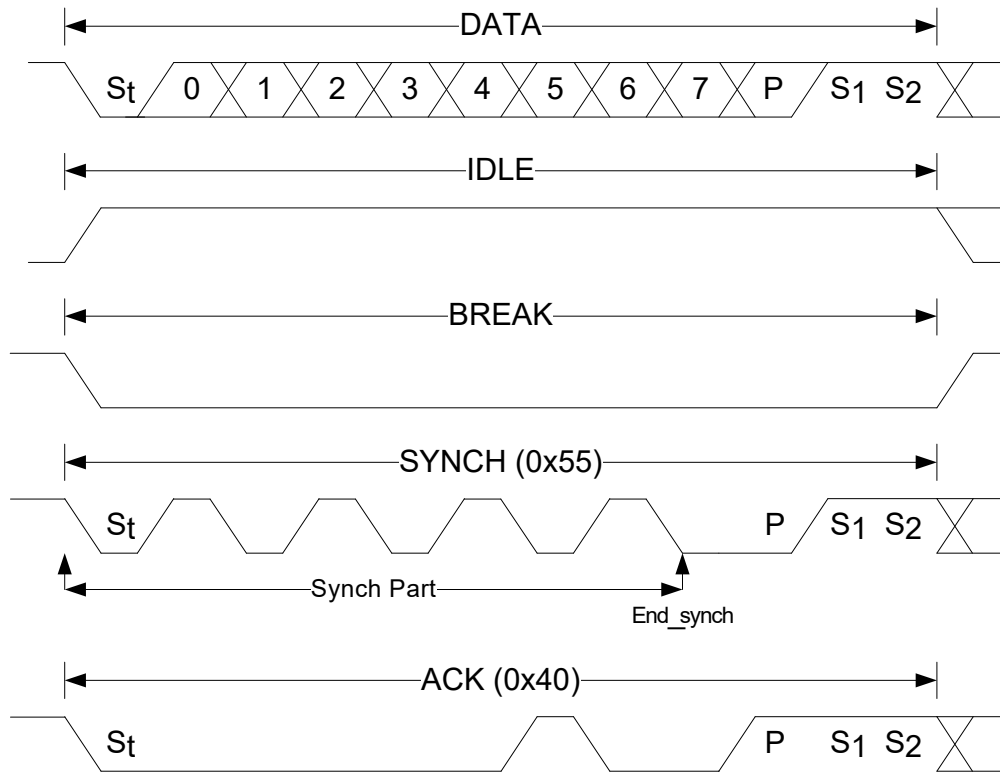 DATA
St 0 1 2 3 4 5 6 7 P S1 S2
IDLE
BREAK
SYNCH (0x55)
St P S1 S2
Synch Part
End_synch
ACK (0x40)
St P S1 S2